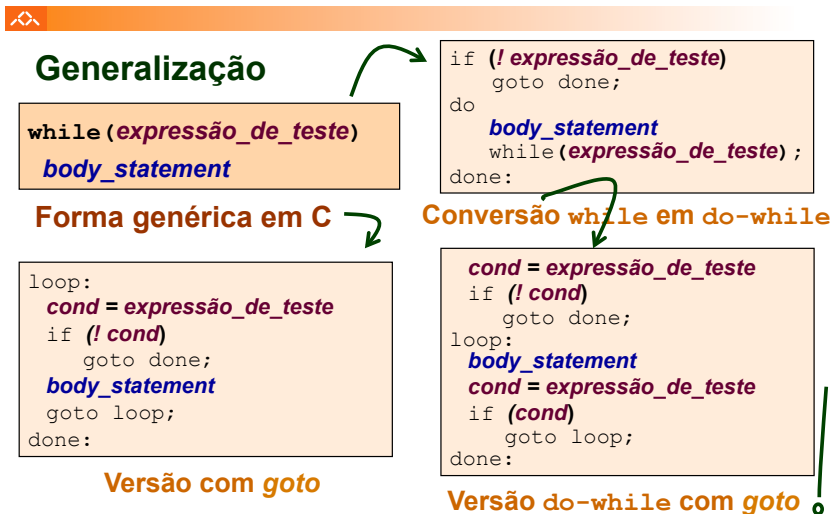 Generalização
while(expressão_de_teste)
body_statement
Forma genérica em C
if (! expressão_de_teste)
goto done;
do
body_statement
while(expressão_de_teste);
done:
Conversão while em do-while
loop:
cond = expressão_de_teste
if (! cond)
goto done;
body_statement
goto loop;
done:
Versão com goto
cond = expressão_de_teste
if (! cond)
goto done;
loop:
body_statement
cond = expressão_de_teste
if (cond)
goto loop;
done:
Versão do-while com goto